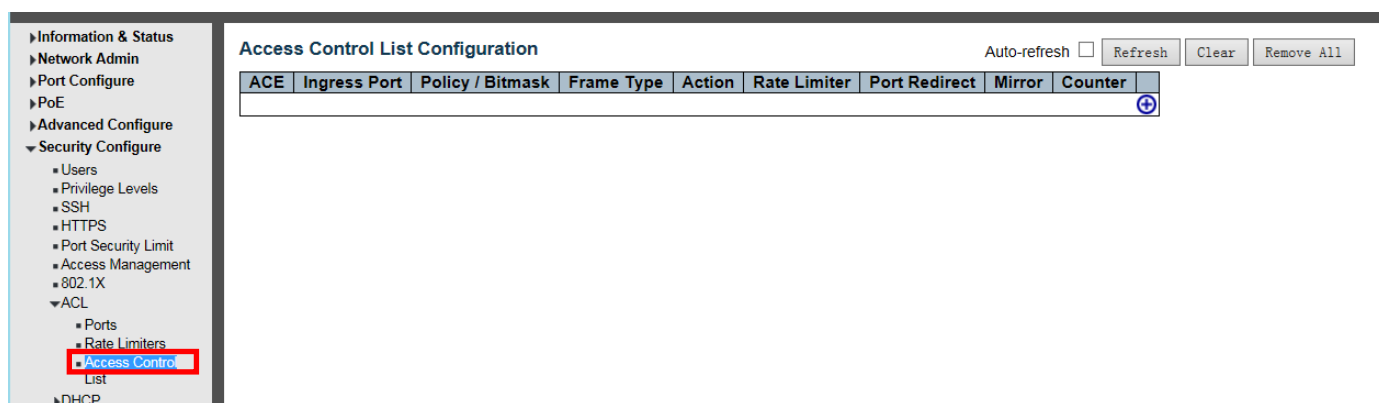 Information & Status
Network Admin
Port Configure
PoE
Advanced Configure
Security Configure
Users
Privilege Levels
SSH
HTTPS
Port Security Limit
Access Management
802.1X
ACL
Ports
Rate Limiters
Access Control
List
DHCP
Access Control List Configuration
Auto-refresh Refresh Clear Remove All
ACE Ingress Port Policy / Bitmask Frame Type Action Rate Limiter Port Redirect Mirror Counter